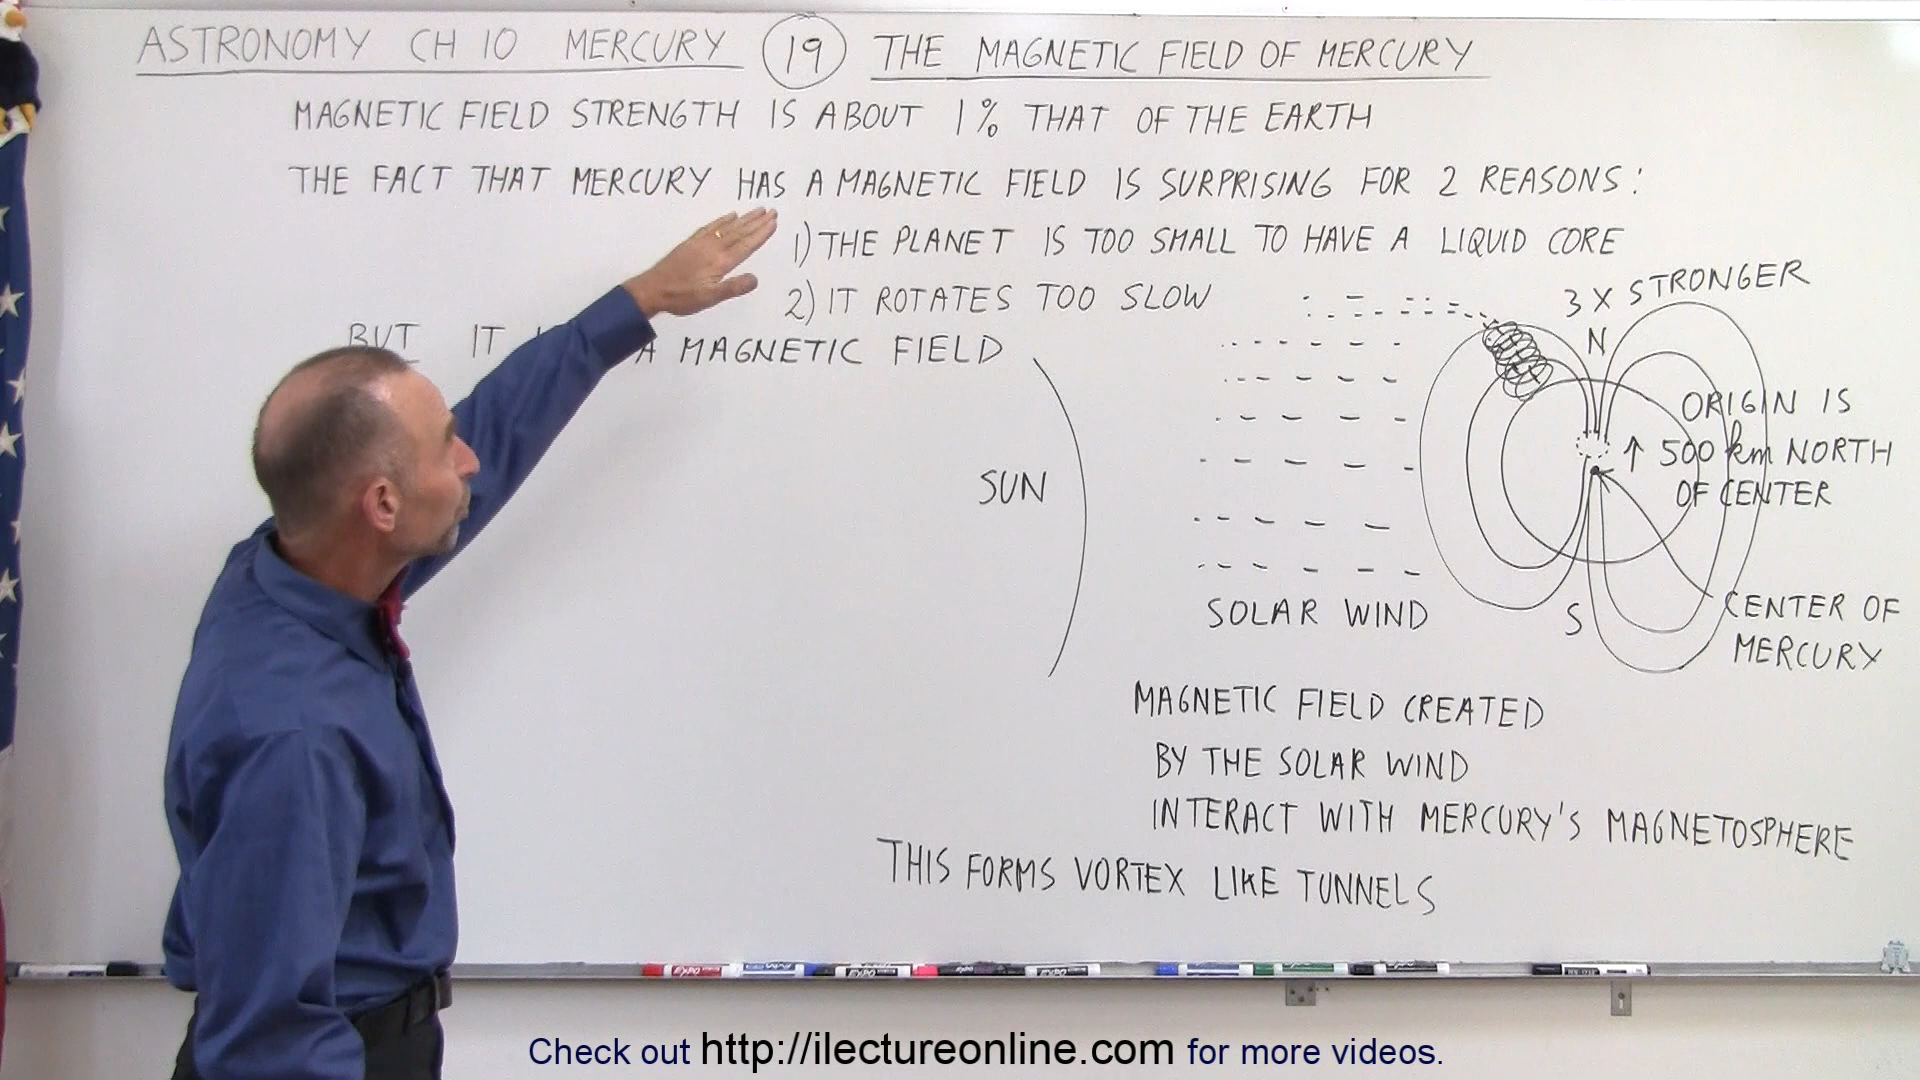 ASTRONOMY CH 10 MERCURY 19 THE MAGNETIC FIELD OF MERCURY
MAGNETIC FIELD STRENGTH IS ABOUT 1% THAT OF THE EARTH
THE FACT THAT MERCURY HAS A MAGNETIC FIELD IS SURPRISING FOR 2 REASONS:
1) THE PLANET IS TOO SMALL TO HAVE A LIQUID CORE
2) IT ROTATES TOO SLOW
BUT IT A MAGNETIC FIELD
3 X STRONGER
N
ORIGIN IS
↑ 500 km NORTH
OF CENTER
SUN
SOLAR WIND
S
CENTER OF
MERCURY
MAGNETIC FIELD CREATED
BY THE SOLAR WIND
INTERACT WITH MERCURY'S MAGNETOSPHERE
THIS FORMS VORTEX LIKE TUNNELS
Check out http://ilectureonline.com for more videos.